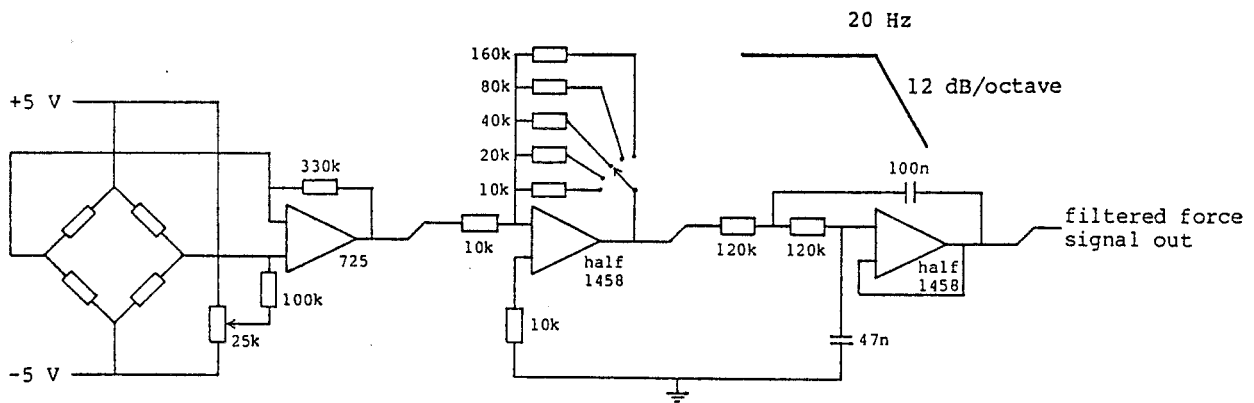 20 Hz
12 dB/octave
160k
80k
40k
20k
10k
+5 V
-5 V
330k
725
100k
25k
10k
half
1458
10k
120k
120k
100n
half
1458
47n
filtered force
signal out